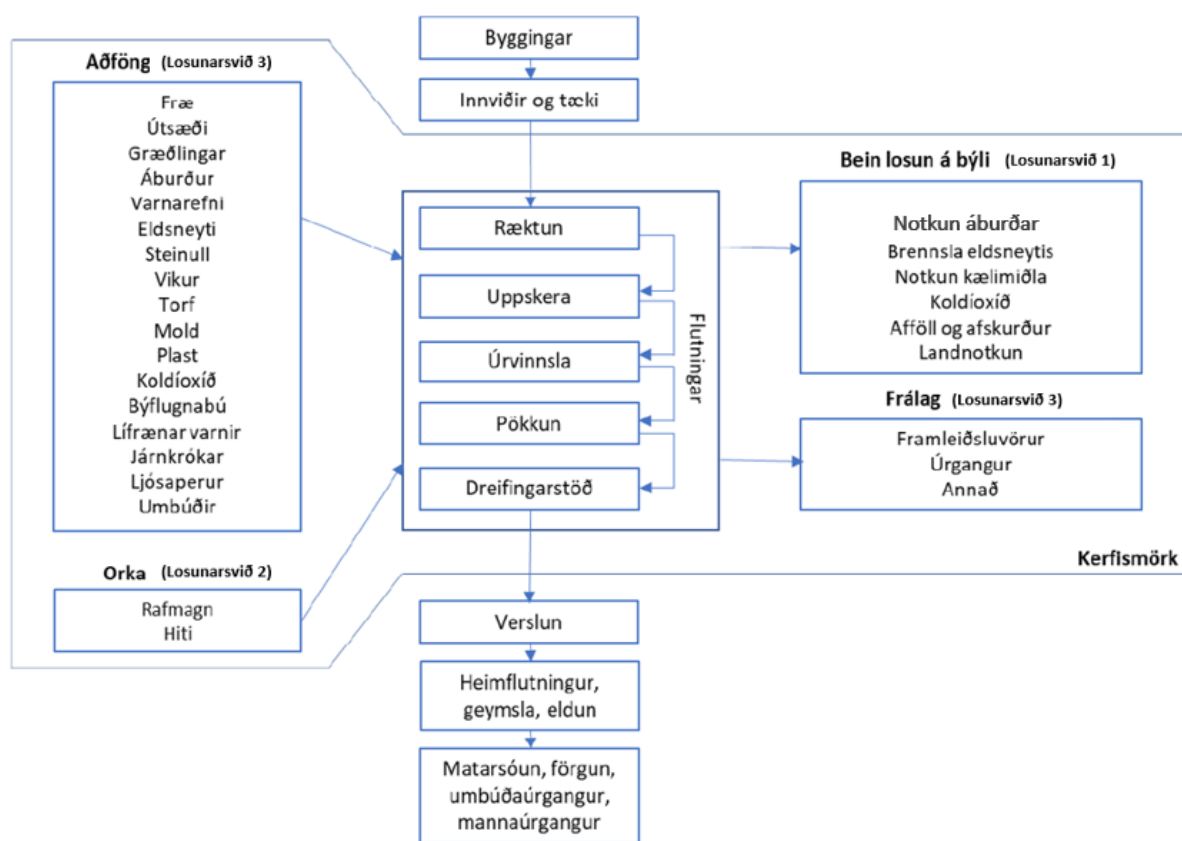 Byggingar
Innviðir og tæki
Aðföng (Losunarsvið 3)
Fræ
Útsæði
Græðlingar
Áburður
Varnarefni
Eldsneyti
Steinull
Vikur
Torf
Mold
Plast
Koldíoxíð
Býflugnabú
Lífrænar varnir
Járnkrókar
Ljósaperur
Umbúðir
Orka (Losunarsvið 2)
Rafmagn
Hiti
Ræktun
Uppskera
Úrvinnsla
Pökkun
Dreifingarstöð
Flutningar
Bein losun á býli (Losunarsvið 1)
Notkun áburðar
Brennsla eldsneytis
Notkun kælimiðla
Koldíoxíð
Afföll og afskurður
Landnotkun
Frálag (Losunarsvið 3)
Framleiðsluvörur
Úrgangur
Annað
Kerfismörk
Verslun
Heimflutningur,
geymsla, eldun
Matarsóun, förgun,
umbúðaúrgangur,
mannaúrgangur